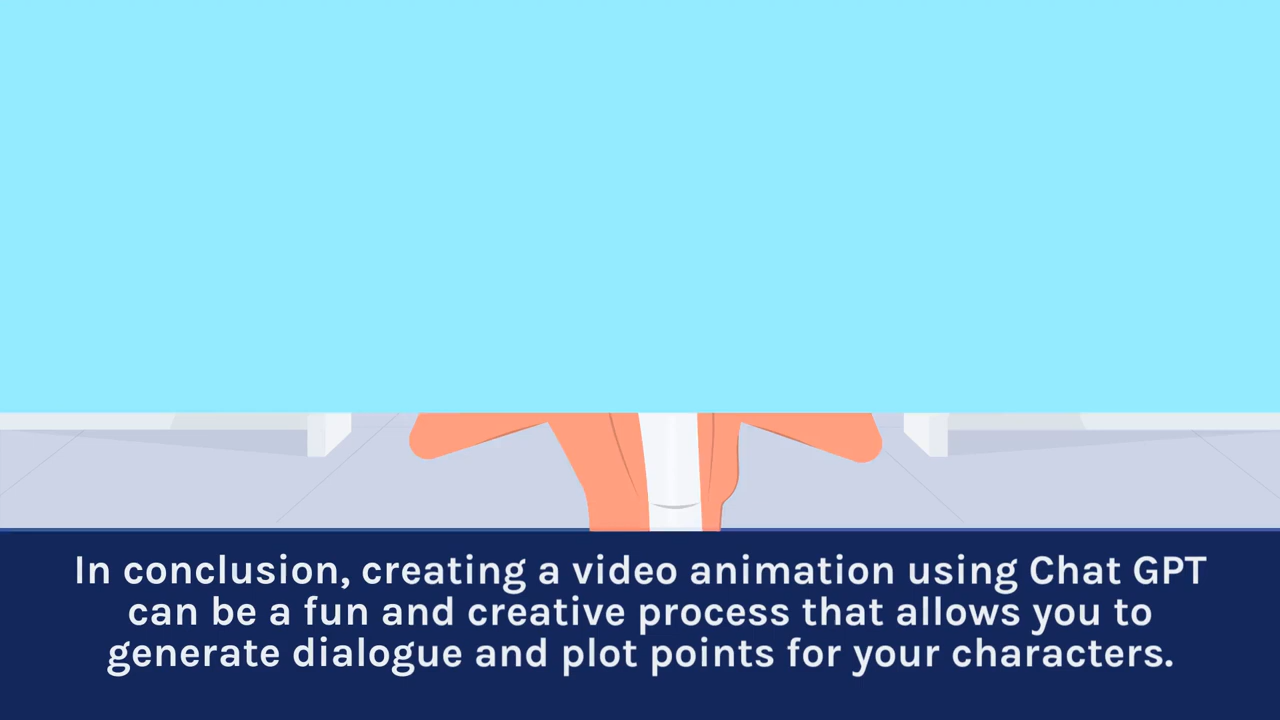 In conclusion, creating a video animation using Chat GPT
can be a fun and creative process that allows you to
generate dialogue and plot points for your characters.